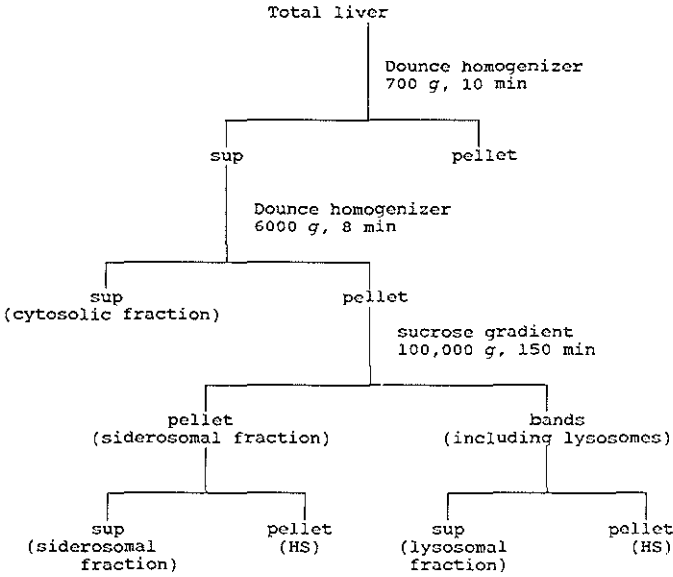 Total liver
Dounce homogenizer
700 g, 10 min
sup
pellet
Dounce homogenizer
6000 g, 8 min
sup
(cytosolic fraction)
pellet
sucrose gradient
100,000 g, 150 min
pellet
(siderosomal fraction)
bands
(including lysosomes)
sup
(siderosomal
fraction)
pellet
(HS)
sup
(lysosomal
fraction)
pellet
(HS)